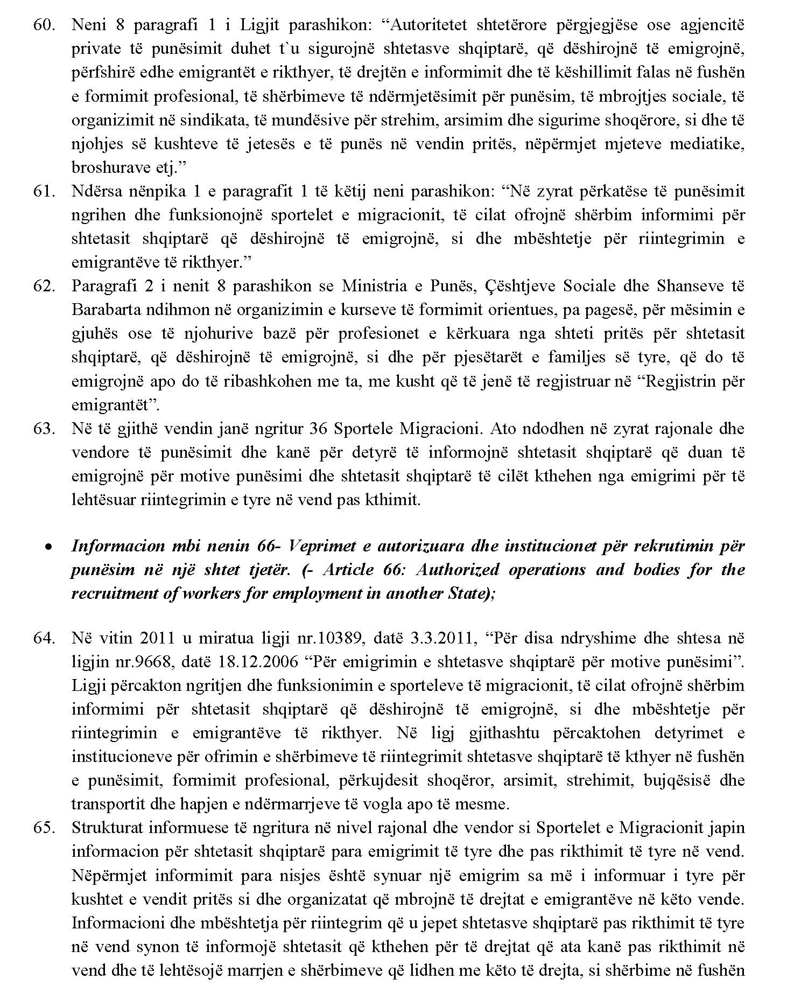 60. Neni 8 paragrafi 1 i Ligjit parashikon: “Autoritetet shtetërore përgjegjëse ose agjencitë
private të punësimit duhet t`u sigurojnë shtetasve shqiptarë, që dëshirojnë të emigrojnë,
përfshirë edhe emigrantët e rikthyer, të drejtën e informimit dhe të këshillimit falas në fushën
e formimit profesional, të shërbimeve të ndërmjetësimit për punësim, të mbrojtjes sociale, të
organizimit në sindikata, të mundësive për strehim, arsimim dhe sigurime shoqërore, si dhe të
njohjes së kushteve të jetesës e të punës në vendin pritës, nëpërmjet mjeteve mediatike,
broshurave etj.”
61. Ndërsa nënpika 1 e paragrafit 1 të këtij neni parashikon: “Në zyrat përkatëse të punësimit
ngrihen dhe funksionojnë sportelet e migracionit, të cilat ofrojnë shërbim informimi për
shtetasit shqiptarë që dëshirojnë të emigrojnë, si dhe mbështetje për riintegrimin e
emigrantëve të rikthyer.”
62. Paragrafi 2 i nenit 8 parashikon se Ministria e Punës, Çështjeve Sociale dhe Shanseve të
Barabarta ndihmon në organizimin e kurseve të formimit orientues, pa pagesë, për mësimin e
gjuhës ose të njohurive bazë për profesionet e kërkuara nga shteti pritës për shtetasit
shqiptarë, që dëshirojnë të emigrojnë, si dhe për pjesëtarët e familjes së tyre, që do të
emigrojnë apo do të ribashkohen me ta, me kusht që të jenë të regjistruar në “Regjistrin për
emigrantët”.
63. Në të gjithë vendin janë ngritur 36 Sportele Migracioni. Ato ndodhen në zyrat rajonale dhe
vendore të punësimit dhe kanë për detyrë të informojnë shtetasit shqiptarë që duan të
emigrojnë për motive punësimi dhe shtetasit shqiptarë të cilët kthehen nga emigrimi për të
lehtësuar riintegrimin e tyre në vend pas kthimit.
• Informacion mbi nenin 66- Veprimet e autorizuara dhe institucionet për rekrutimin për
punësim në një shtet tjetër. (- Article 66: Authorized operations and bodies for the
recruitment of workers for employment in another State);
64. Në vitin 2011 u miratua ligji nr.10389, datë 3.3.2011, “Për disa ndryshime dhe shtesa në
ligjin nr.9668, datë 18.12.2006 “Për emigrimin e shtetasve shqiptarë për motive punësimi”.
Ligji përcakton ngritjen dhe funksionimin e sporteleve të migracionit, të cilat ofrojnë shërbim
informimi për shtetasit shqiptarë që dëshirojnë të emigrojnë, si dhe mbështetje për
riintegrimin e emigrantëve të rikthyer. Në ligj gjithashtu përcaktohen detyrimet e
institucioneve për ofrimin e shërbimeve të riintegrimit shtetasve shqiptarë të kthyer në fushën
e punësimit, formimit profesional, përkujdesit shoqëror, arsimit, strehimit, bujqësisë dhe
transportit dhe hapjen e ndërmarrjeve të vogla apo të mesme.
65. Strukturat informuese të ngritura në nivel rajonal dhe vendor si Sportelet e Migracionit japin
informacion për shtetasit shqiptarë para emigrimit të tyre dhe pas rikthimit të tyre në vend.
Nëpërmjet informimit para nisjes është synuar një emigrim sa më i informuar i tyre për
kushtet e vendit pritës si dhe organizatat që mbrojnë të drejtat e emigrantëve në këto vende.
Informacioni dhe mbështetja për riintegrim që u jepet shtetasve shqiptarë pas rikthimit të tyre
në vend synon të informojë shtetasit që kthehen për të drejtat që ata kanë pas rikthimit në
vend dhe të lehtësojë marrjen e shërbimeve që lidhen me këto të drejta, si shërbime në fushën